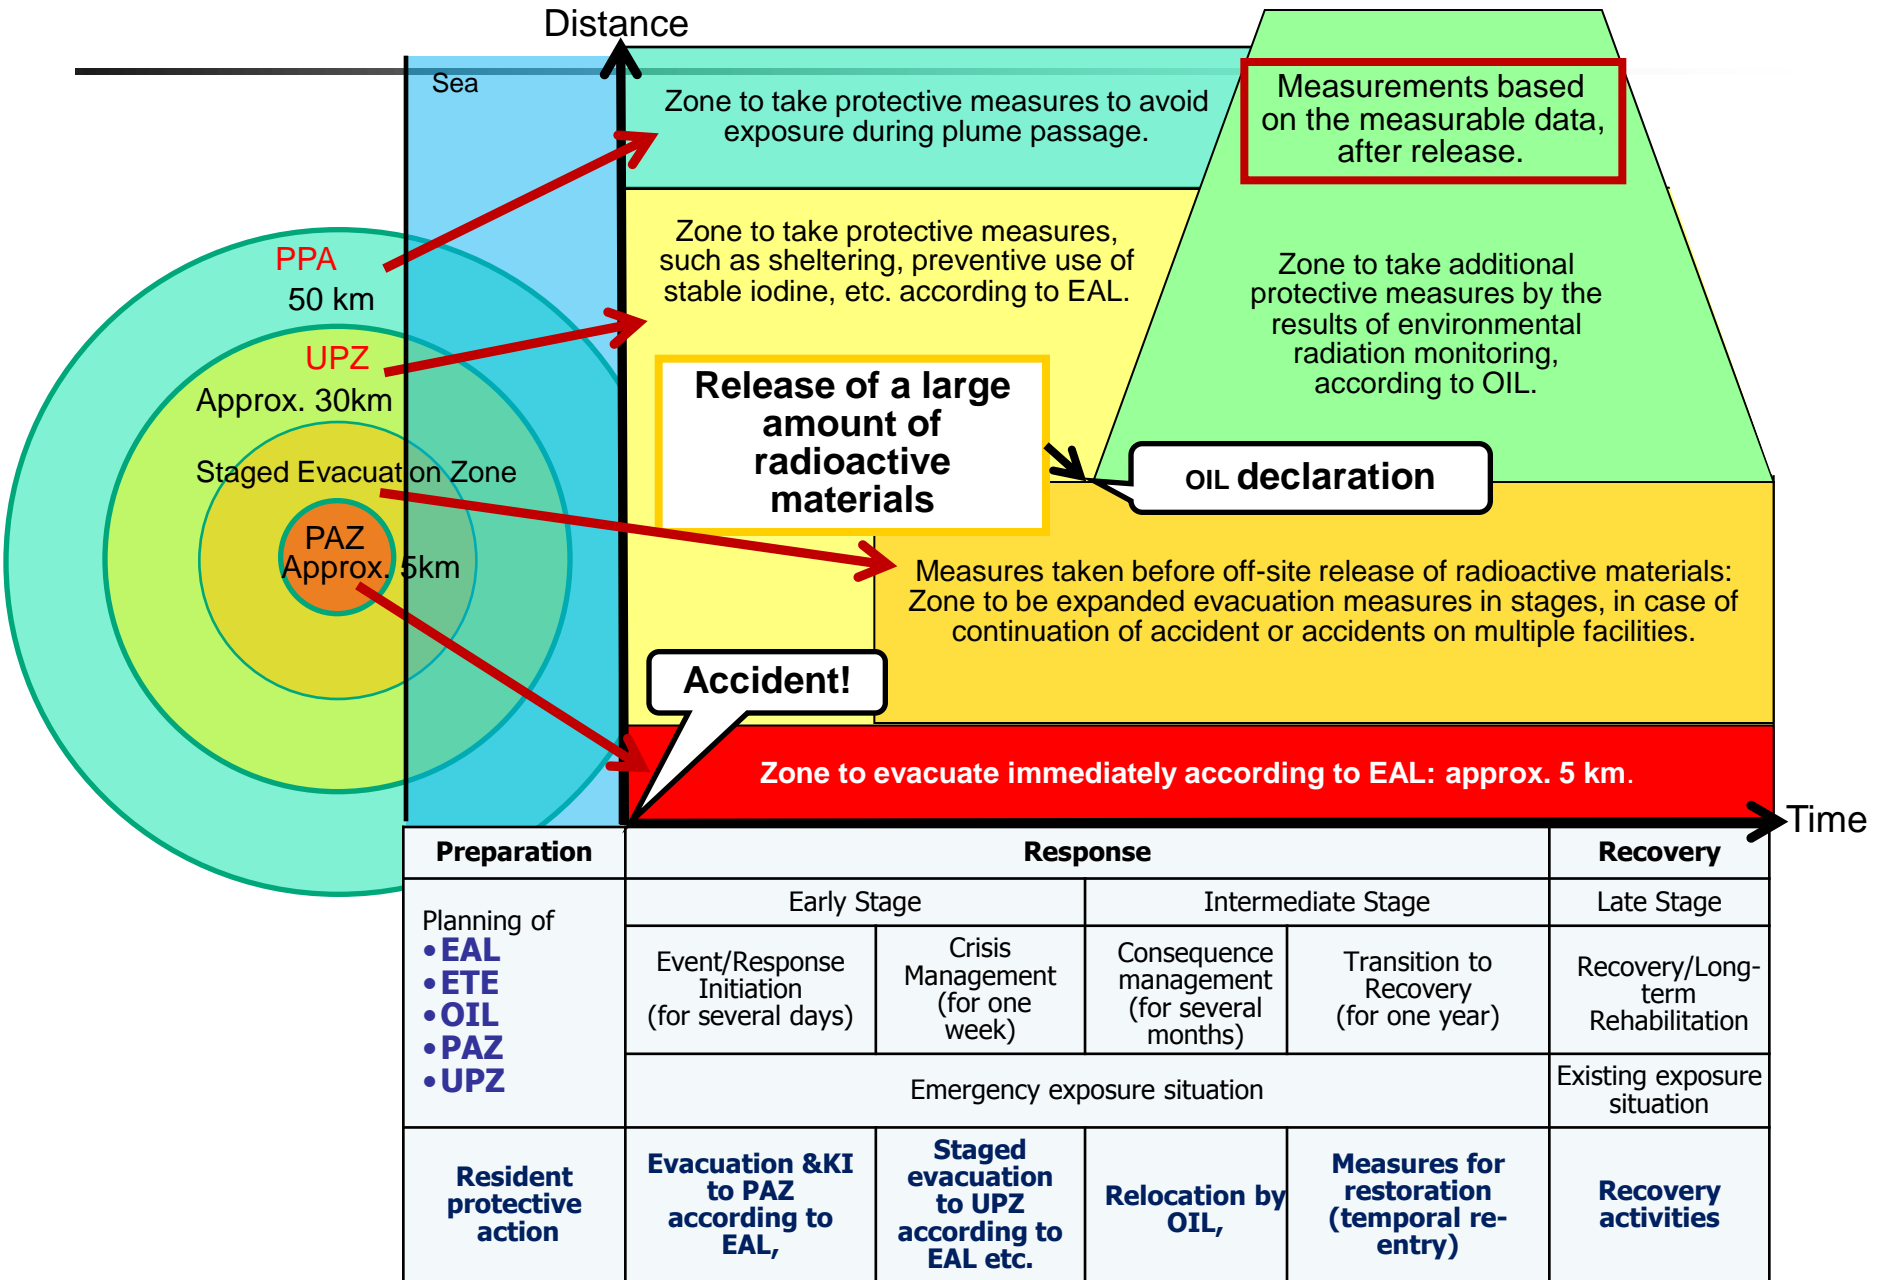 Distance
Sea
Zone to take protective measures to avoid
exposure during plume passage.
Measurements based
on the measurable data,
after release.
PPA
50 km
UPZ
Approx. 30km
Staged Evacuation Zone
PAZ
Approx. 5km
Zone to take protective measures,
such as sheltering, preventive use of
stable iodine, etc. according to EAL.
Zone to take additional
protective measures by the
results of environmental
radiation monitoring,
according to OIL.
Release of a large
amount of
radioactive
materials
OIL declaration
Measures taken before off-site release of radioactive materials:
Zone to be expanded evacuation measures in stages, in case of
continuation of accident or accidents on multiple facilities.
Accident!
Zone to evacuate immediately according to EAL: approx. 5 km.
Time
Preparation
Response
Recovery
Planning of
•EAL
•ETE
•OIL
•PAZ
•UPZ
Early Stage
Intermediate Stage
Late Stage
Event/Response
Initiation
(for several days)
Crisis
Management
(for one
week)
Consequence
management
(for several
months)
Transition to
Recovery
(for one year)
Recovery/Long-
term
Rehabilitation
Emergency exposure situation
Existing exposure
situation
Resident
protective
action
Evacuation &KI
to PAZ
according to
EAL,
Staged
evacuation
to UPZ
according to
EAL etc.
Relocation by
OIL,
Measures for
restoration
(temporal re-
entry)
Recovery
activities